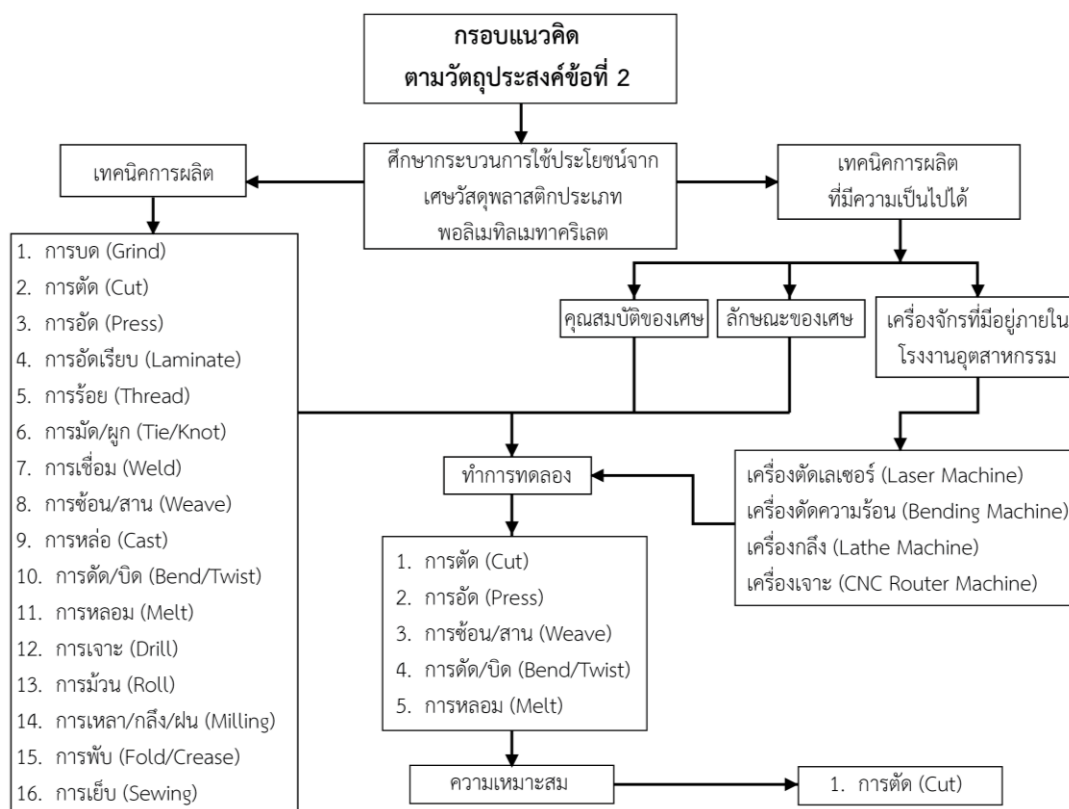 กรอบแนวคิด
ตามวัตถุประสงค์ข้อที่ 2
ศึกษากระบวนการใช้ประโยชน์จาก
เศษวัสดุพลาสติกประเภท
พอลิเมทิลเมทาคริเลต
เทคนิคการผลิต
1. การบด (Grind)
2. การตัด (Cut)
3. การอัด (Press)
4. การอัดเรียบ (Laminate)
5. การร้อย (Thread)
6. การมัด/ผูก (Tie/Knot)
7. การเชื่อม (Weld)
8. การซ้อน/สาน (Weave)
9. การหล่อ (Cast)
10. การดัด/บิด (Bend/Twist)
11. การหลอม (Melt)
12. การเจาะ (Drill)
13. การม้วน (Roll)
14. การเหลา/กลึง/ฝน (Milling)
15. การพับ (Fold/Crease)
16. การเย็บ (Sewing)
เทคนิคการผลิต
ที่มีความเป็นไปได้
คุณสมบัติของเศษ
ลักษณะของเศษ
เครื่องจักรที่มีอยู่ภายใน
โรงงานอุตสาหกรรม
เครื่องตัดเลเซอร์ (Laser Machine)
เครื่องดัดความร้อน (Bending Machine)
เครื่องกลึง (Lathe Machine)
เครื่องเจาะ (CNC Router Machine)
ทำการทดลอง
1. การตัด (Cut)
2. การอัด (Press)
3. การซ้อน/สาน (Weave)
4. การดัด/บิด (Bend/Twist)
5. การหลอม (Melt)
ความเหมาะสม
1. การตัด (Cut)